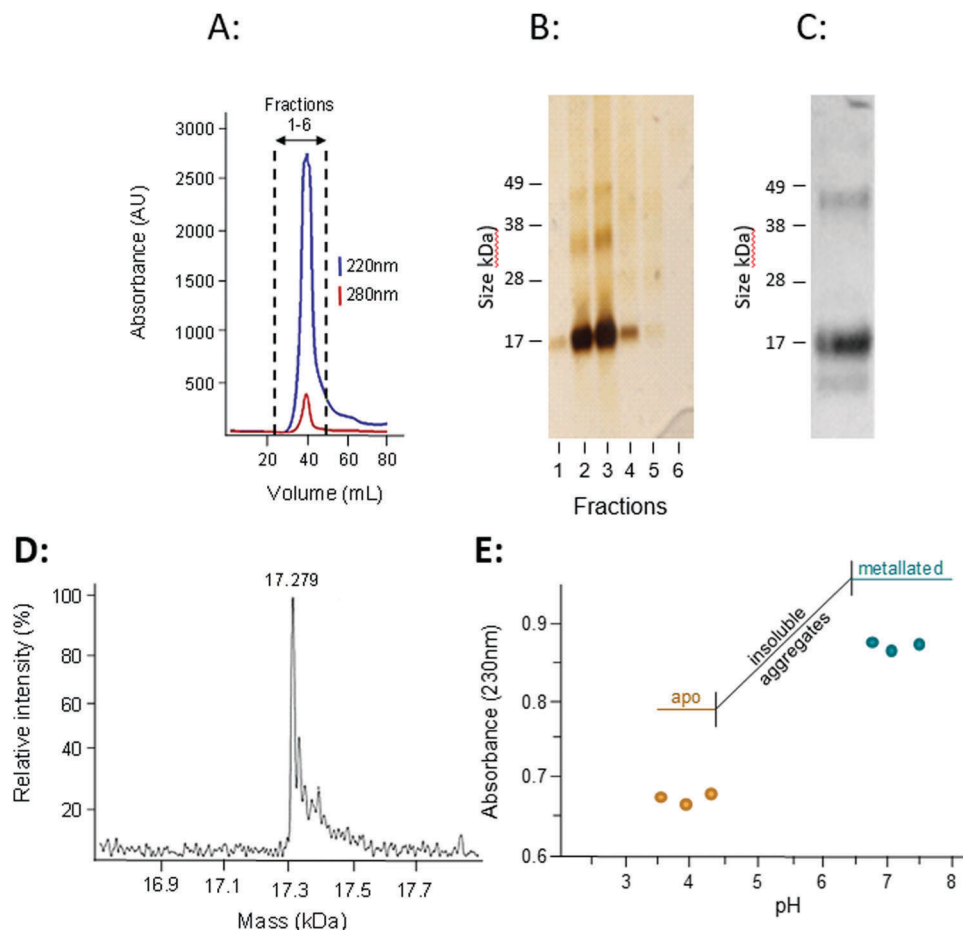 A:
Fractions
1-6
3000
2500
2000
1500
1000
500
Absorbance (AU)
220nm
280nm
20 40 60 80
Volume (mL)
B:
49
38
28
17
Size kDa)
1 2 3 4 5 6
Fractions
C:
49
38
28
17
Size kDa)
D:
17.279
100
80
60
40
20
Relative intensity (%)
16.9 17.1 17.3 17.5 17.7
Mass (kDa)
E:
metallated
insoluble
aggregates
apo
0.9
0.8
0.7
0.6
Absorbance (230nm)
3 4 5 6 7 8
pH